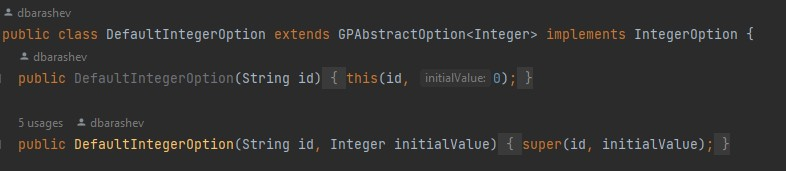 dbarashev
public class DefaultIntegerOption extends GPAbstractOption<Integer> implements IntegerOption {
dbarashev
public DefaultIntegerOption(String id) { this(id, initialValue: 0); }
5 usages dbarashev
public DefaultIntegerOption(String id, Integer initialValue) { super(id, initialValue); }